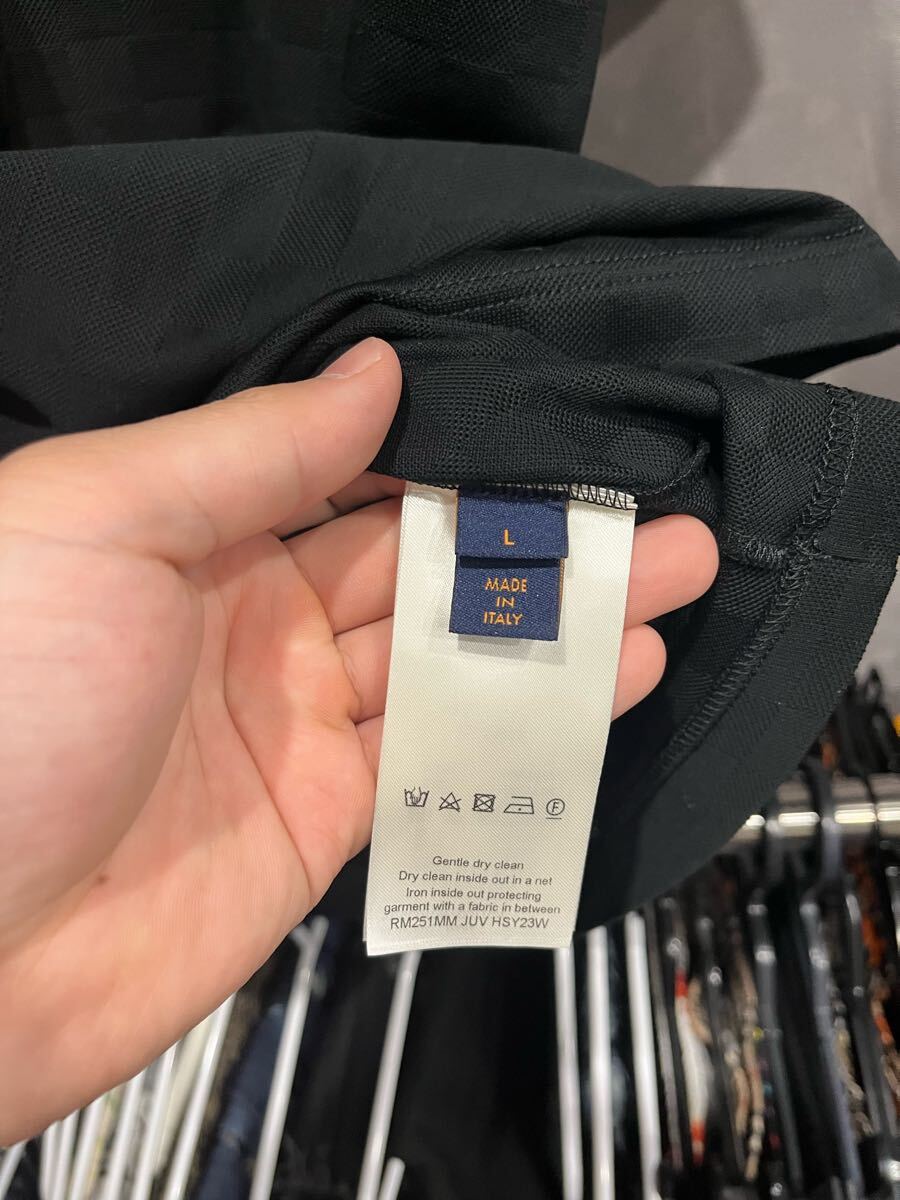 L
MADE
IN
ITALY
F
Gentle dry clean
Dry clean inside out in a net
Iron inside out protecting
garment with a fabric in between
RM251MM JUV HSY23W